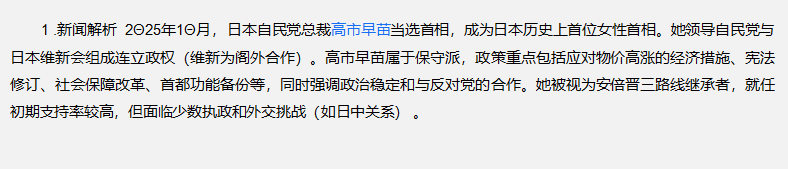 1 .新闻解析 2Θ25年1Θ月，日本自民党总裁高市早苗当选首相，成为日本历史上首位女性首相。她领导自民党与
日本维新会组成连立政权（维新为阁外合作）。高市早苗属于保守派，政策重点包括应对物价高涨的经济措施、宪法
修订、社会保障改革、首都功能备份等，同时强调政治稳定和与反对党的合作。她被视为安倍晋三路线继承者，就任
初期支持率较高，但面临少数执政和外交挑战（如日中关系） 。